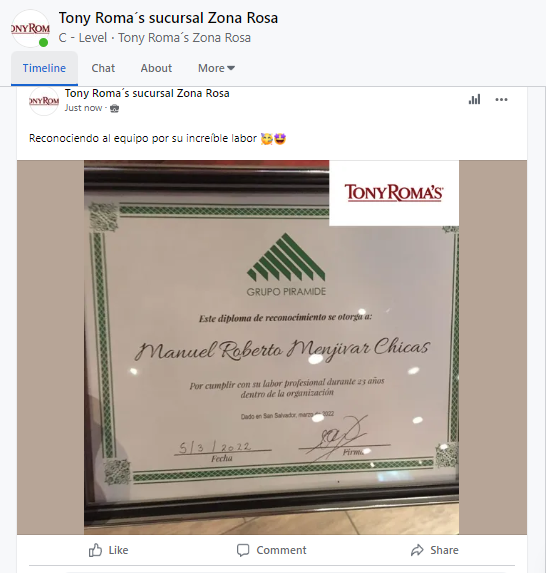 Tony Roma´s sucursal Zona Rosa
C - Level · Tony Roma´s Zona Rosa
Timeline
Chat
About
More
Tony Roma´s sucursal Zona Rosa
Just now ·
Reconociendo al equipo por su increíble labor
TONY ROMA'S
GRUPO PIRAMIDE
Este diploma de reconocimiento se otorga a:
Manuel Roberto Menjivar Chicas
Por cumplir con su labor profesional durante 23 años
dentro de la organización
Dado en San Salvador, marzo 2022
5/3/2022
Fecha
Firma
Like
Comment
Share